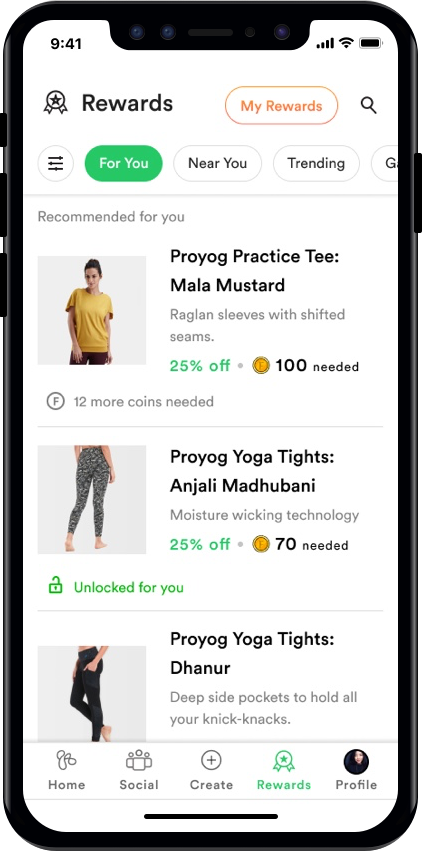 9:41
Rewards
My Rewards
For You
Near You
Trending
Ga
Recommended for you
Proyog Practice Tee:
Mala Mustard
Raglan sleeves with shifted
seams.
25% off • F 100 needed
F 12 more coins needed
Proyog Yoga Tights:
Anjali Madhubani
Moisture wicking technology
25% off • F 70 needed
Unlocked for you
Proyog Yoga Tights:
Dhanur
Deep side pockets to hold all
your knick-knacks.
Home
Social
Create
Rewards
Profile